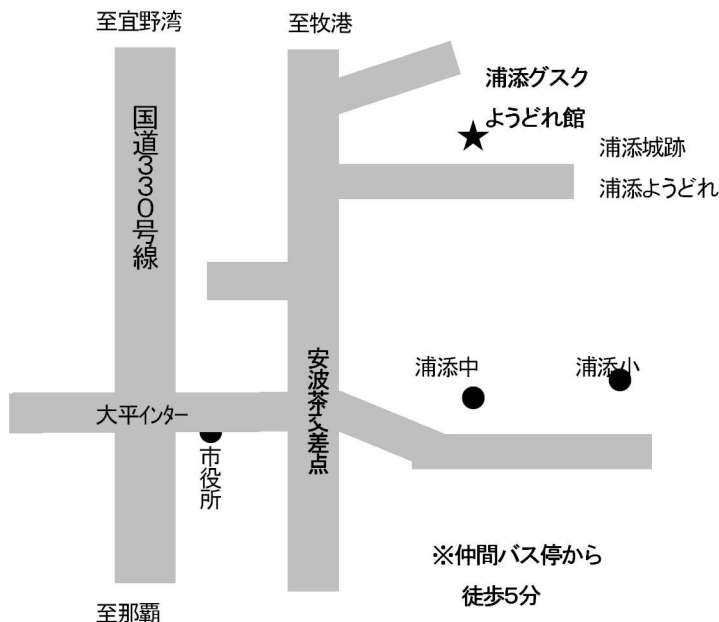 至宜野湾
至牧港
浦添グスク
ようどれ館
★
国道330号線
浦添城跡
浦添ようどれ
安波茶交差点
浦添中
浦添小
大平インター
市役所
※仲間バス停から
徒歩5分
至那覇